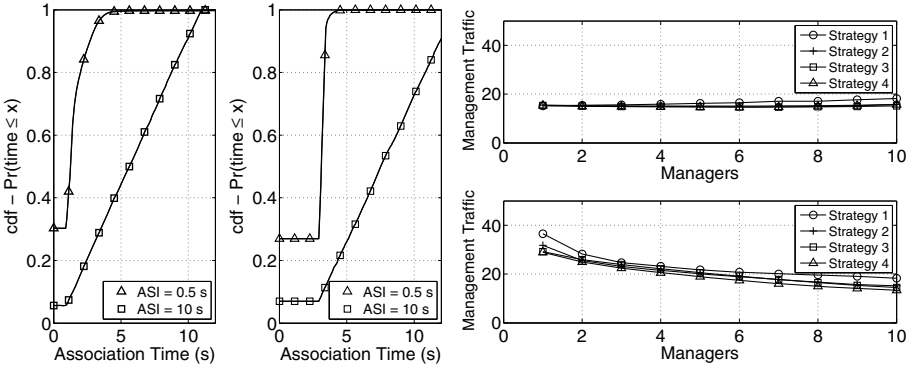 cdf − Pr(time ≤ x)
1
0.8
0.6
0.4
0.2
0
0
5
10
Association Time (s)
ASI = 0.5 s
ASI = 10 s
cdf − Pr(time ≤ x)
1
0.8
0.6
0.4
0.2
0
0
5
10
Association Time (s)
ASI = 0.5 s
ASI = 10 s
Management Traffic
40
20
0
0
2
4
6
8
10
Managers
Strategy 1
Strategy 2
Strategy 3
Strategy 4
Management Traffic
40
20
0
0
2
4
6
8
10
Managers
Strategy 1
Strategy 2
Strategy 3
Strategy 4